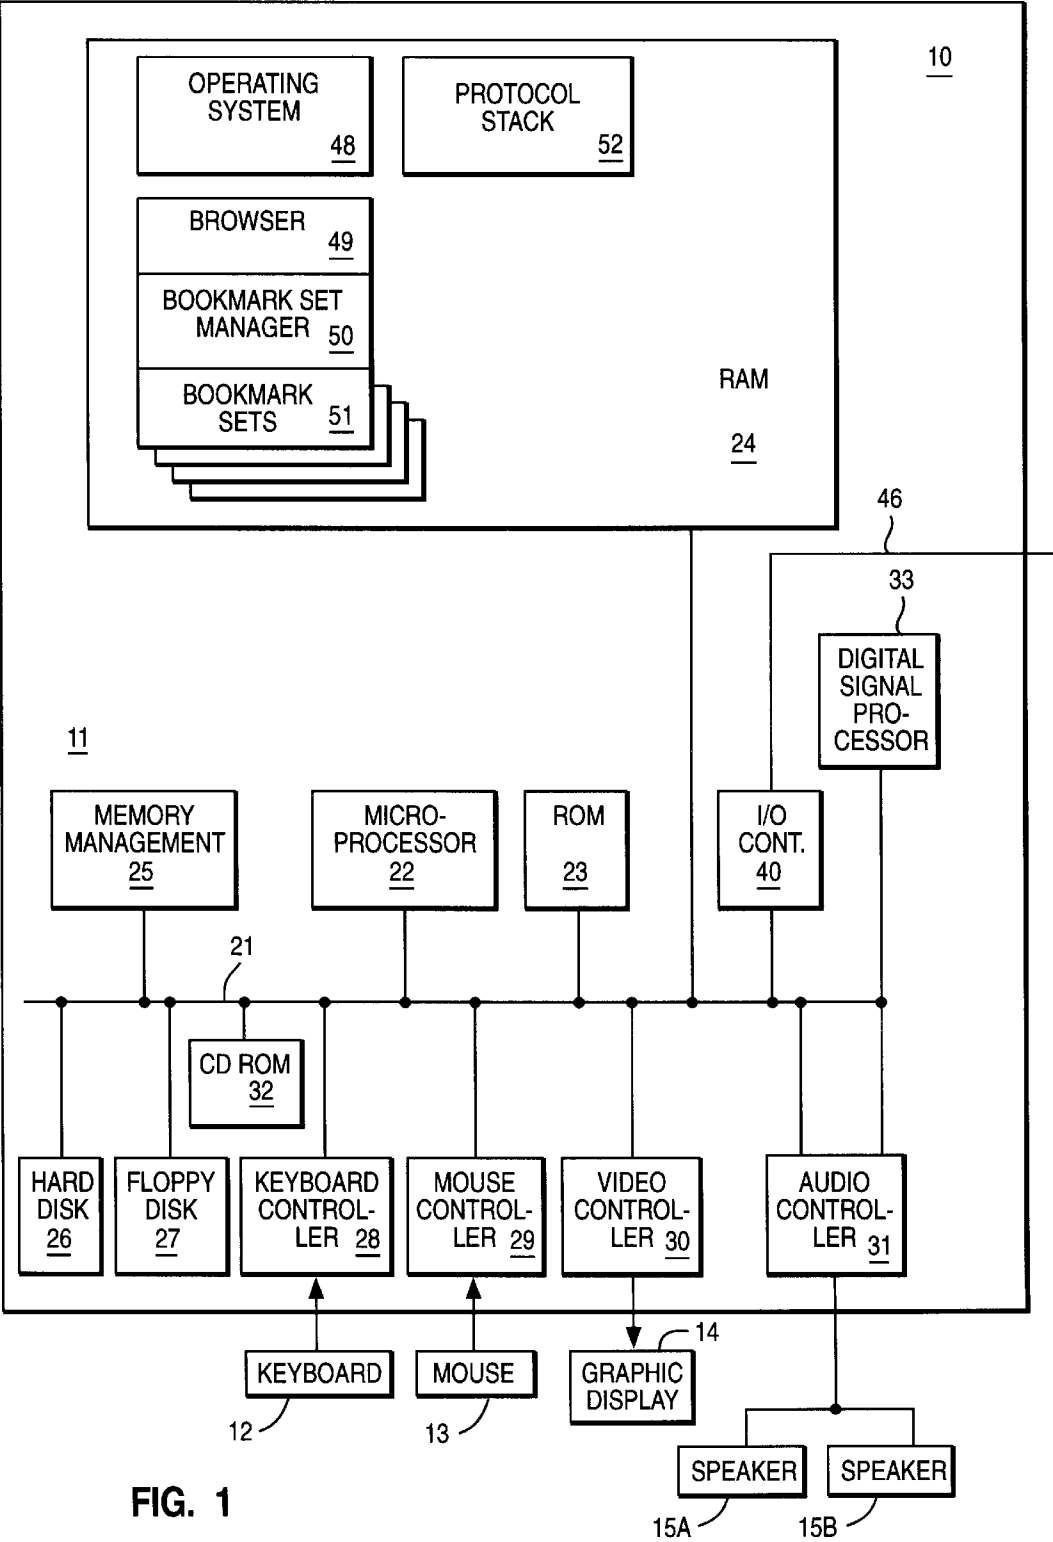 10
OPERATING
SYSTEM
48
PROTOCOL
STACK
52
BROWSER
49
BOOKMARK SET
MANAGER 50
BOOKMARK
SETS 51
RAM
24
46
33
DIGITAL
SIGNAL
PRO-
CESSOR
11
MEMORY
MANAGEMENT
25
MICRO-
PROCESSOR
22
ROM
23
I/O
CONT.
40
21
CD ROM
32
HARD
DISK
26
FLOPPY
DISK
27
KEYBOARD
CONTROL-
LER 28
MOUSE
CONTROL-
LER 29
VIDEO
CONTROL-
LER 30
AUDIO
CONTROL-
LER 31
KEYBOARD
12
MOUSE
13
14
GRAPHIC
DISPLAY
SPEAKER
15A
SPEAKER
15B
FIG. 1